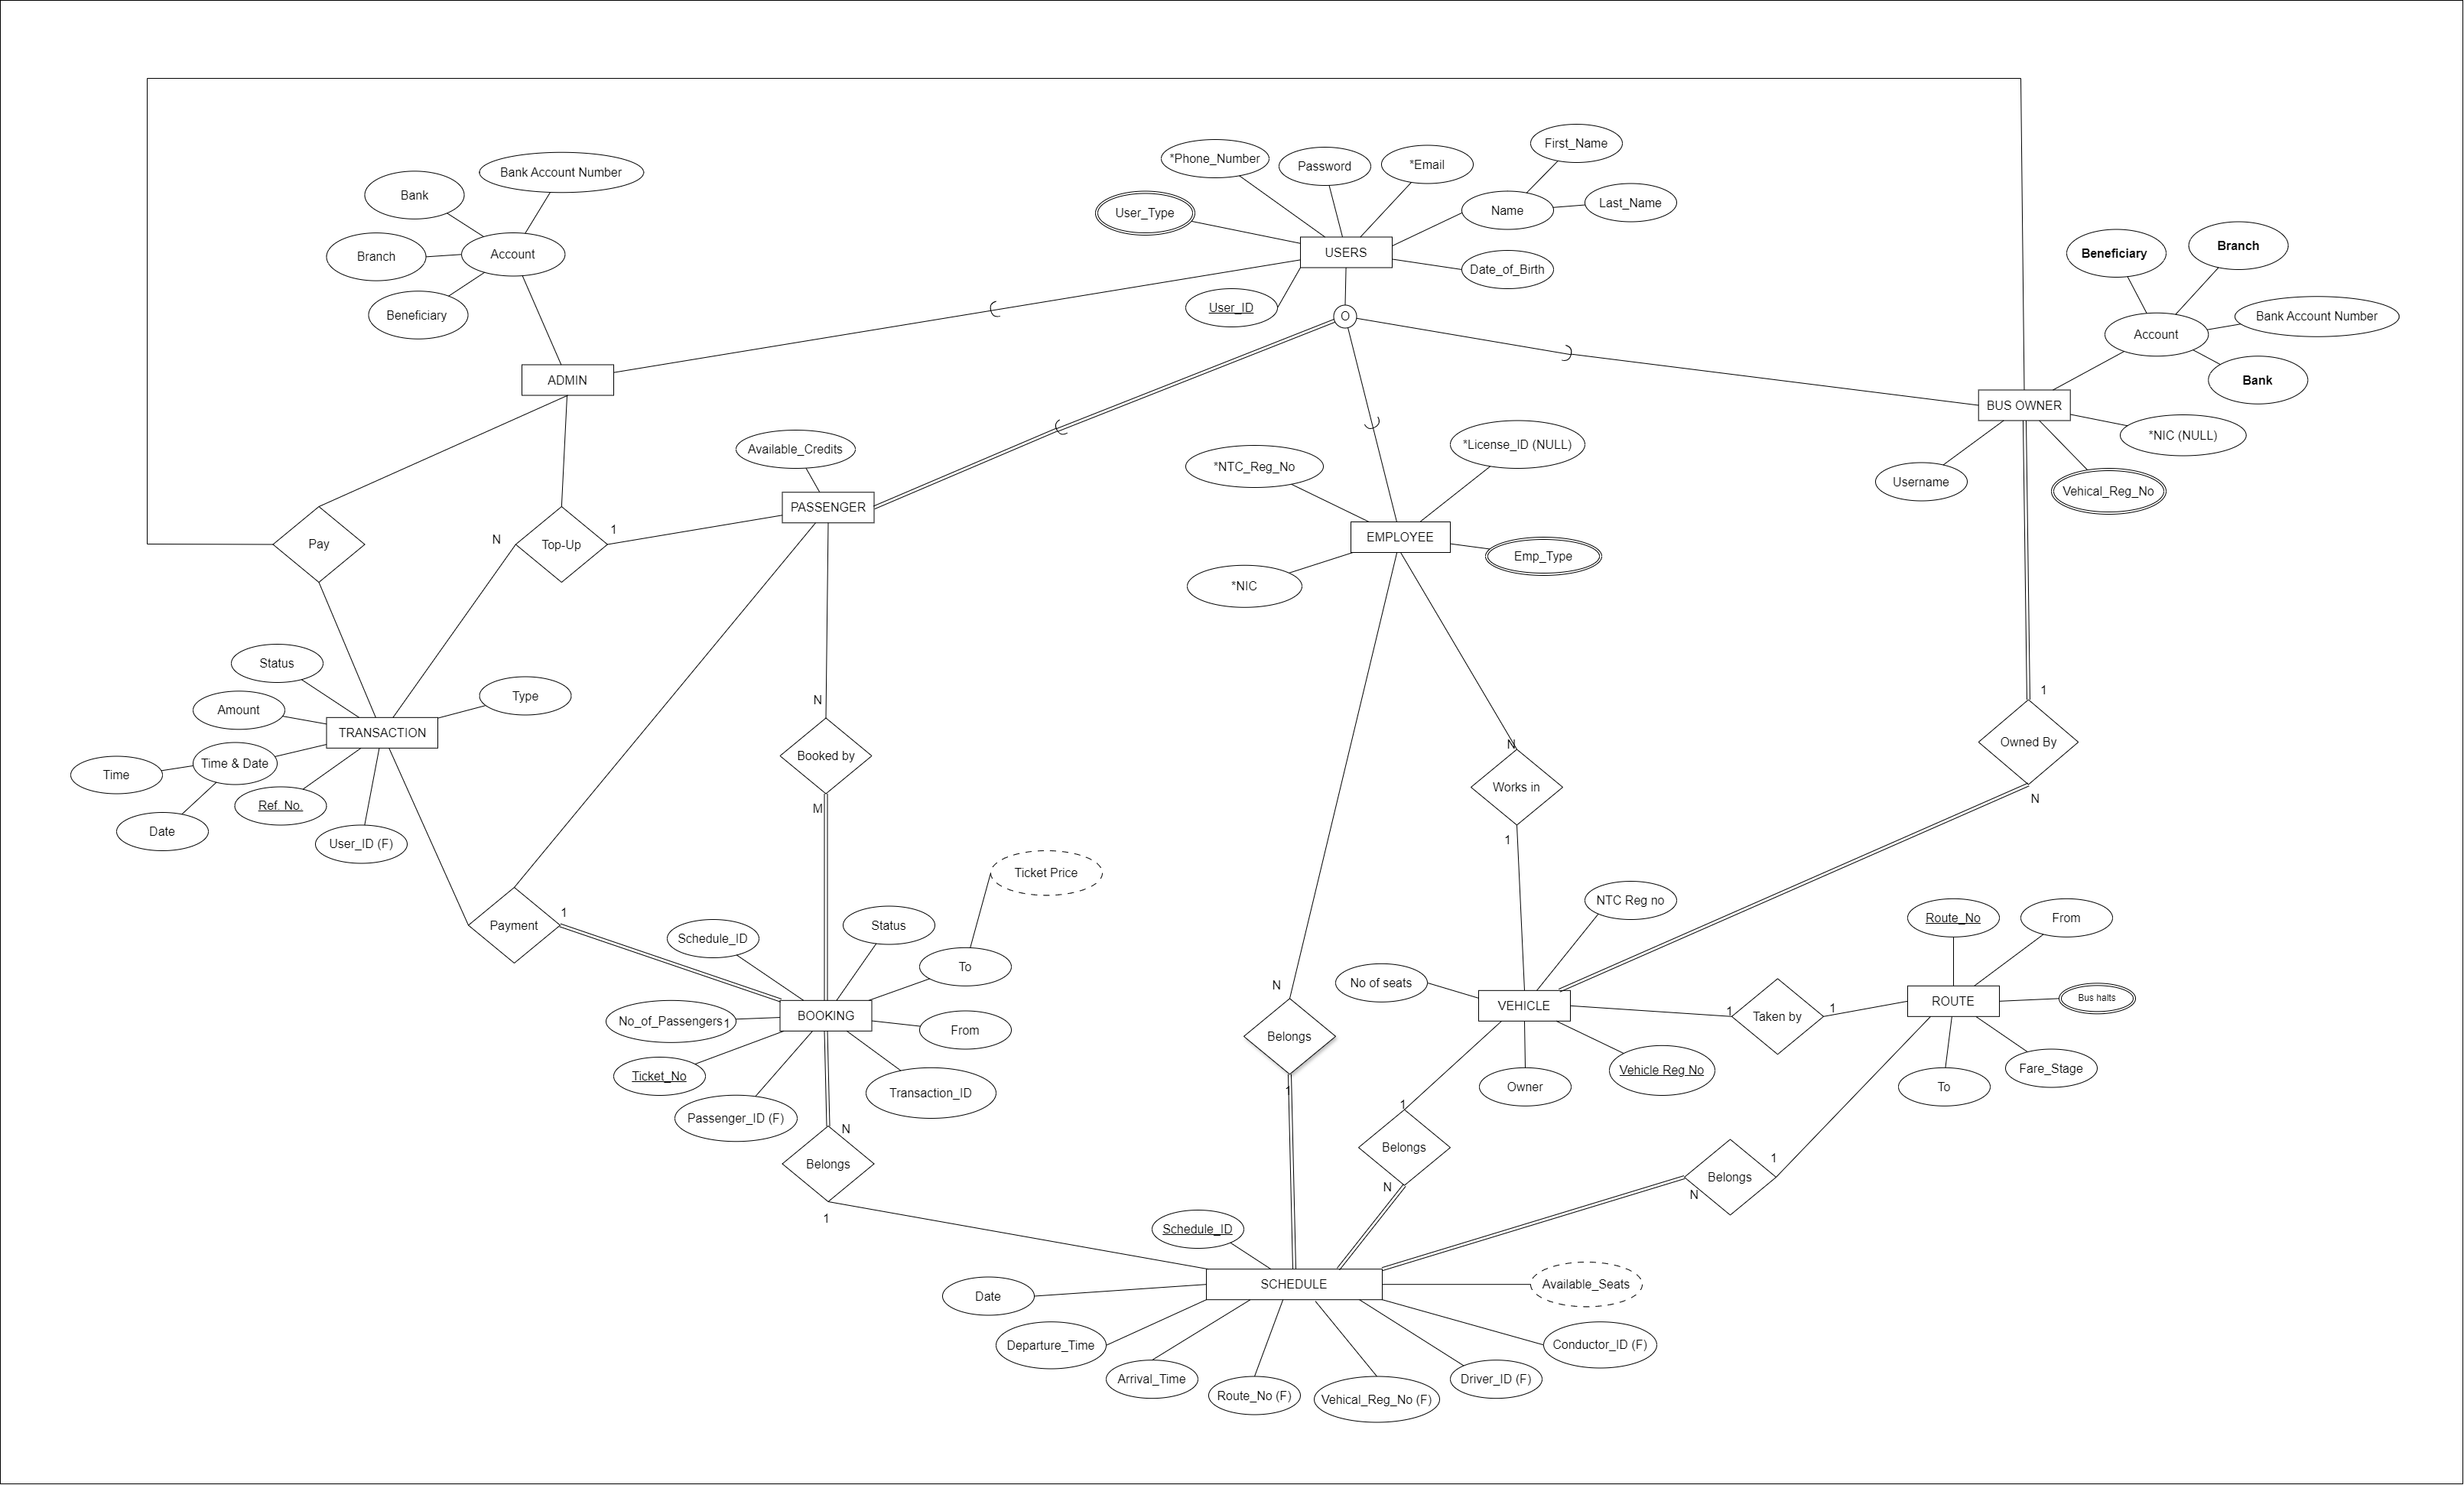 First_Name
*Phone_Number
Password
*Email
Bank Account Number
Bank
User_Type
Name
Last_Name
USERS
Account
Branch
Date_of_Birth
User_ID
Beneficiary
O
Beneficiary
Branch
Bank Account Number
Account
Bank
ADMIN
BUS OWNER
*NIC (NULL)
Username
Vehical_Reg_No
Available_Credits
PASSENGER
*NTC_Reg_No
*License_ID (NULL)
EMPLOYEE
Emp_Type
*NIC
Pay
N
Top-Up
1
Status
Amount
Type
TRANSACTION
Time & Date
Time
Ref. No.
Date
User_ID (F)
N
Booked by
M
N
Works in
1
1
Owned By
N
Payment
1
Ticket Price
Schedule_ID
Status
To
No_of_Passengers
1
BOOKING
From
Ticket_No
Transaction_ID
Passenger_ID (F)
N
Belongs
1
N
Belongs
1
NTC Reg no
No of seats
VEHICLE
Owner
Vehicle Reg No
1
Taken by
1
Route_No
From
ROUTE
Bus halts
Fare_Stage
To
1
Belongs
N
1
Belongs
N
Schedule_ID
SCHEDULE
Available_Seats
Date
Departure_Time
Conductor_ID (F)
Arrival_Time
Driver_ID (F)
Route_No (F)
Vehical_Reg_No (F)